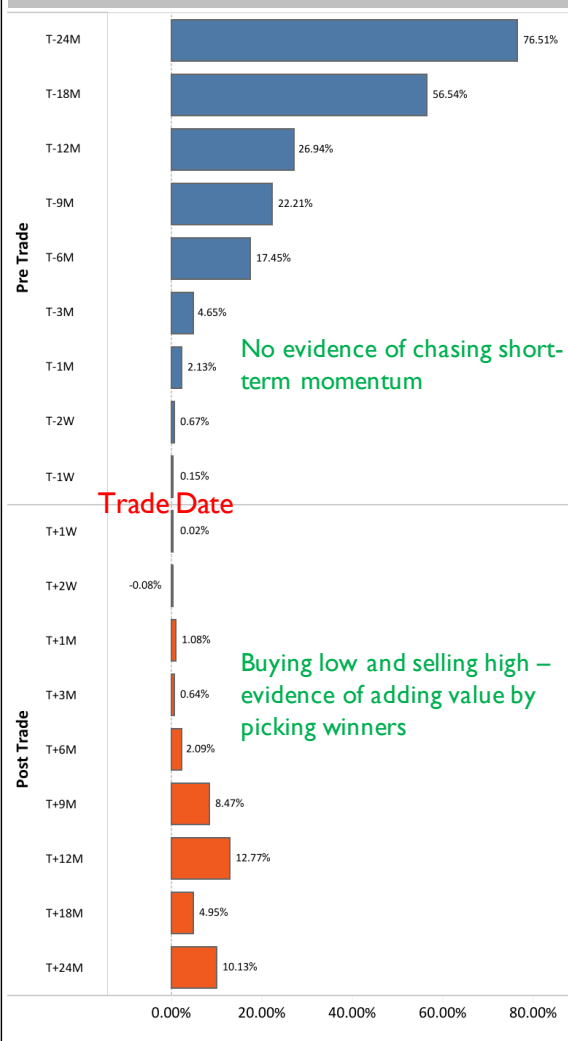 T-24M 76.51%
T-18M 56.54%
T-12M 26.94%
T-9M 22.21%
T-6M 17.45%
T-3M 4.65%
T-1M 2.13%
T-2W 0.67%
T-1W 0.15%
Pre Trade
No evidence of chasing short-
term momentum
Trade Date
T+1W 0.02%
T+2W -0.08%
T+1M 1.08%
T+3M 0.64%
T+6M 2.09%
T+9M 8.47%
T+12M 12.77%
T+18M 4.95%
T+24M 10.13%
Post Trade
Buying low and selling high –
evidence of adding value by
picking winners
0.00% 20.00% 40.00% 60.00% 80.00%